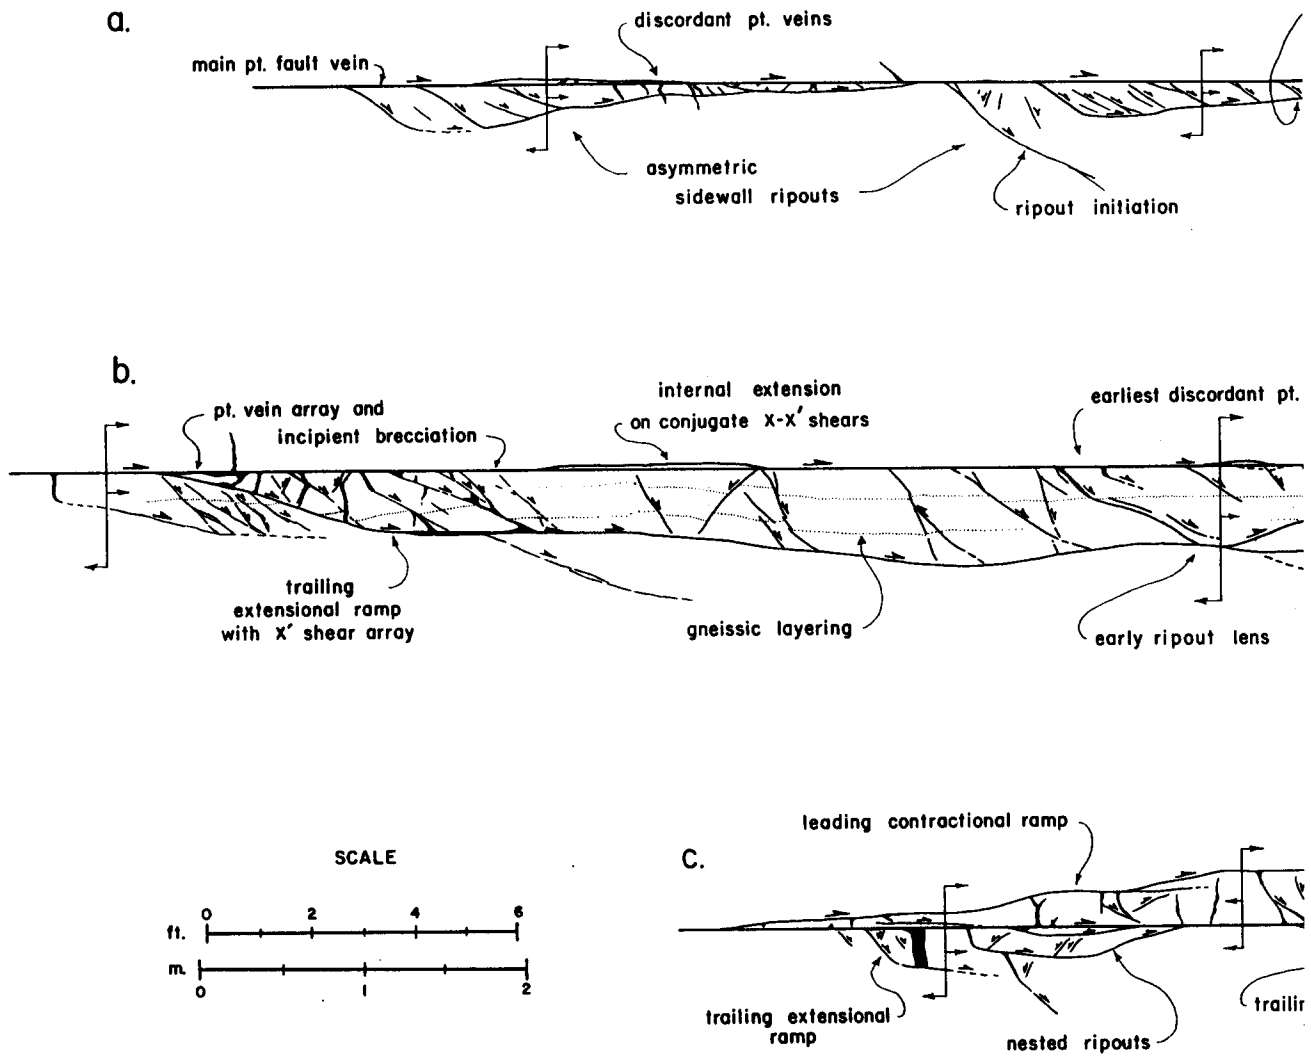 a.
discordant pt. veins
main pt. fault vein
asymmetric
sidewall ripouts
ripout initiation
b.
pt. vein array and
incipient brecciation
internal extension
on conjugate X-X' shears
earliest discordant pt.
trailing
extensional ramp
with X' shear array
gneissic layering
early ripout lens
SCALE
0 2 4 6
ft.
m.
0 1 2
c.
leading contractional ramp
trailing extensional
ramp
nested ripouts
trailin